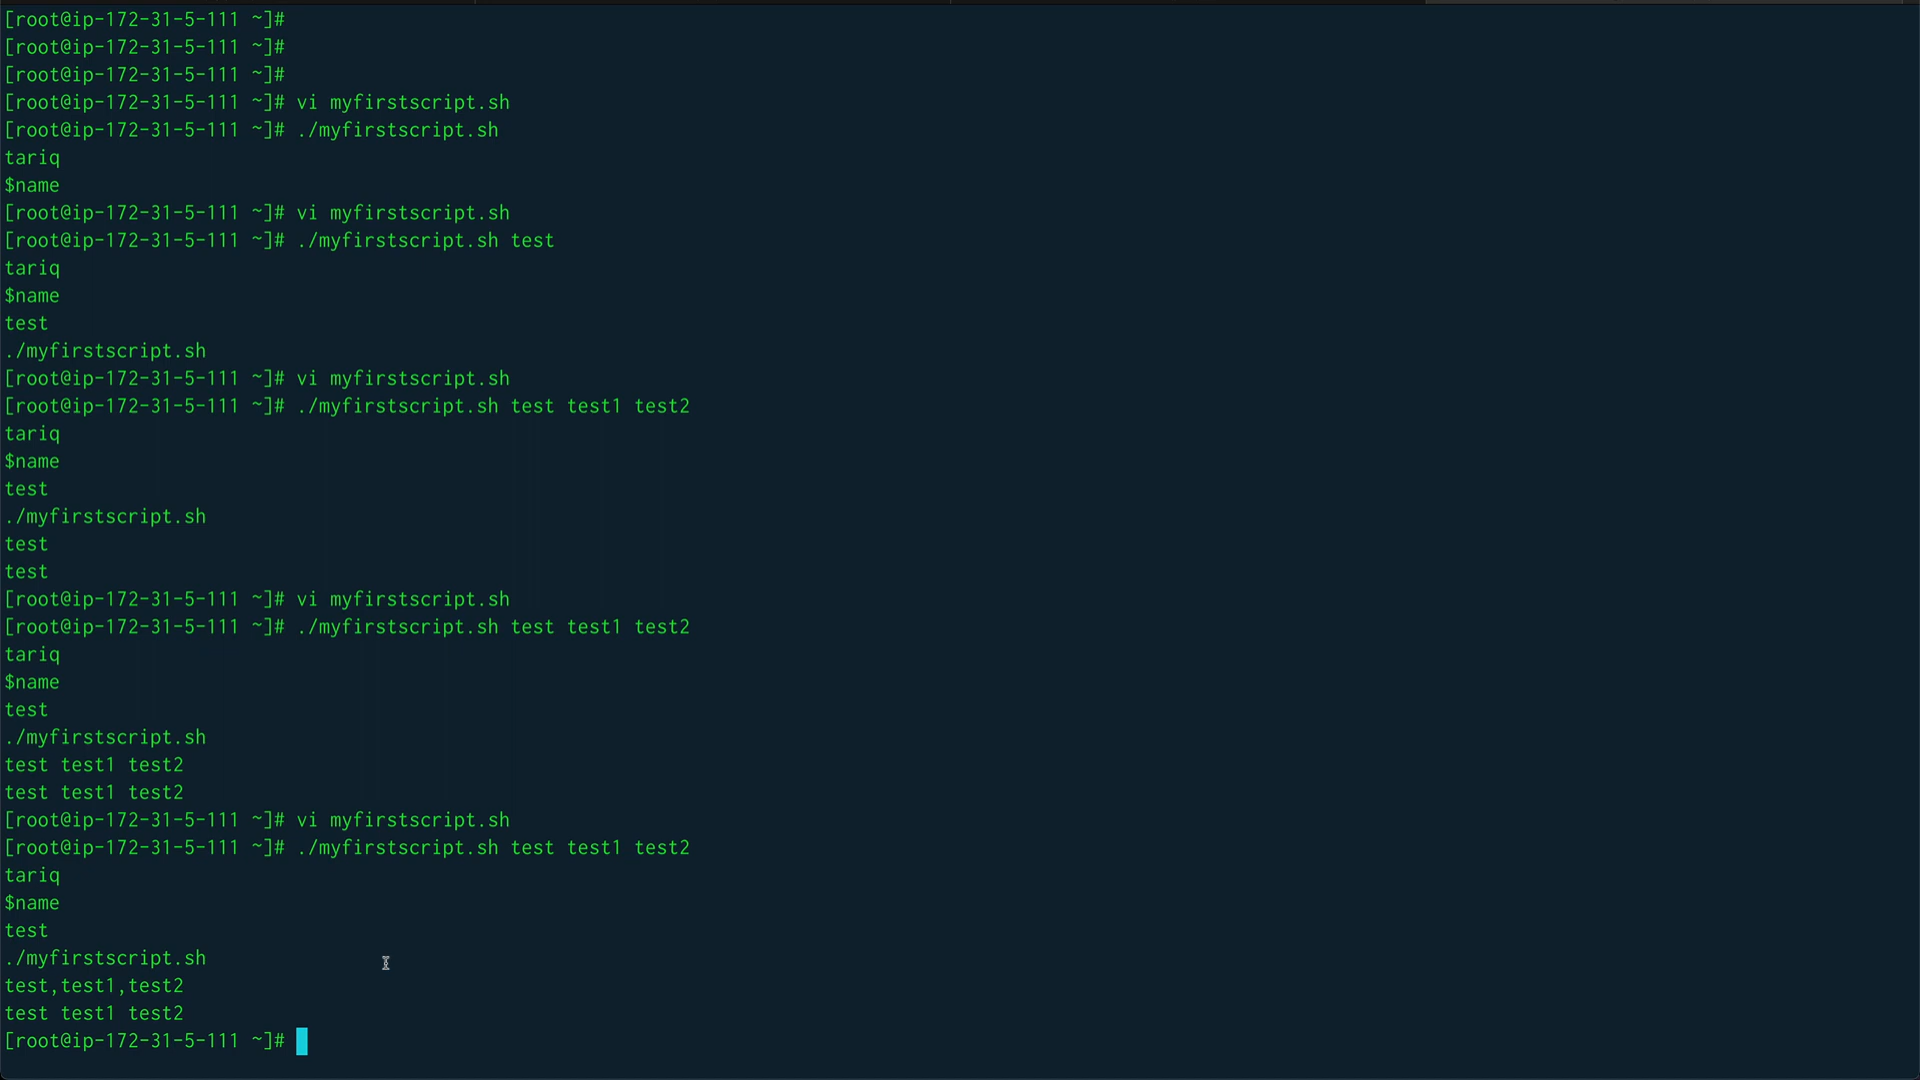 [root@ip-172-31-5-111 ~]#
[root@ip-172-31-5-111 ~]#
[root@ip-172-31-5-111 ~]#
[root@ip-172-31-5-111 ~]# vi myfirstscript.sh
[root@ip-172-31-5-111 ~]# ./myfirstscript.sh
tariq
$name
[root@ip-172-31-5-111 ~]# vi myfirstscript.sh
[root@ip-172-31-5-111 ~]# ./myfirstscript.sh test
tariq
$name
test
./myfirstscript.sh
[root@ip-172-31-5-111 ~]# vi myfirstscript.sh
[root@ip-172-31-5-111 ~]# ./myfirstscript.sh test test1 test2
tariq
$name
test
./myfirstscript.sh
test
test
[root@ip-172-31-5-111 ~]# vi myfirstscript.sh
[root@ip-172-31-5-111 ~]# ./myfirstscript.sh test test1 test2
tariq
$name
test
./myfirstscript.sh
test test1 test2
test test1 test2
[root@ip-172-31-5-111 ~]# vi myfirstscript.sh
[root@ip-172-31-5-111 ~]# ./myfirstscript.sh test test1 test2
tariq
$name
test
./myfirstscript.sh
test,test1,test2
test test1 test2
[root@ip-172-31-5-111 ~]#